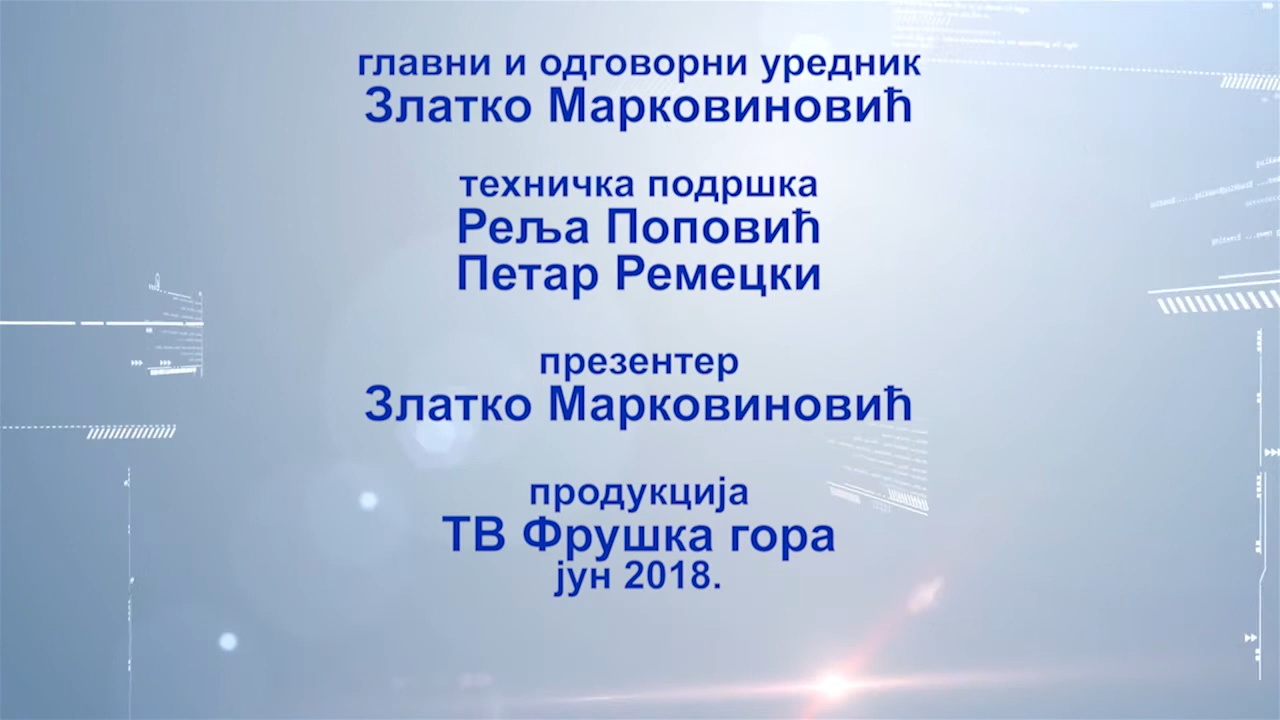 главни и одговорни уредник
Златко Марковиновић
техничка подршка
Реља Поповић
Петар Ремецки
презентер
Златко Марковиновић
продукција
ТВ Фрушка гора
јун 2018.